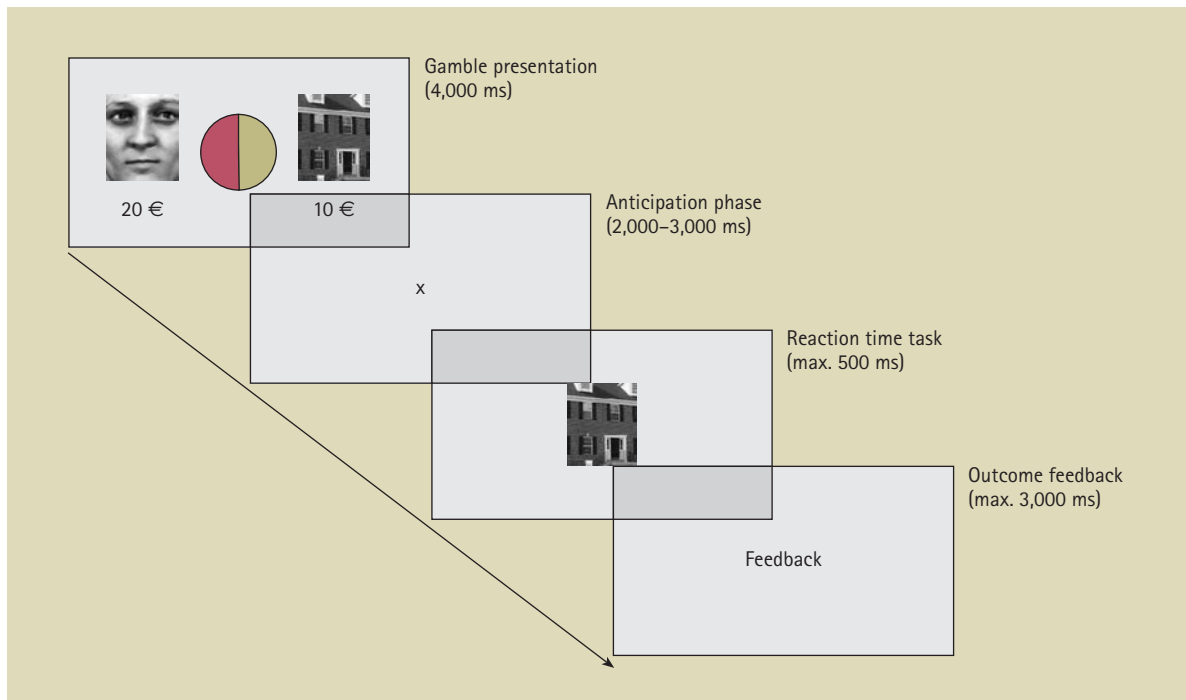 Gamble presentation
(4,000 ms)
20 €
10 €
Anticipation phase
(2,000–3,000 ms)
x
Reaction time task
(max. 500 ms)
Outcome feedback
(max. 3,000 ms)
Feedback